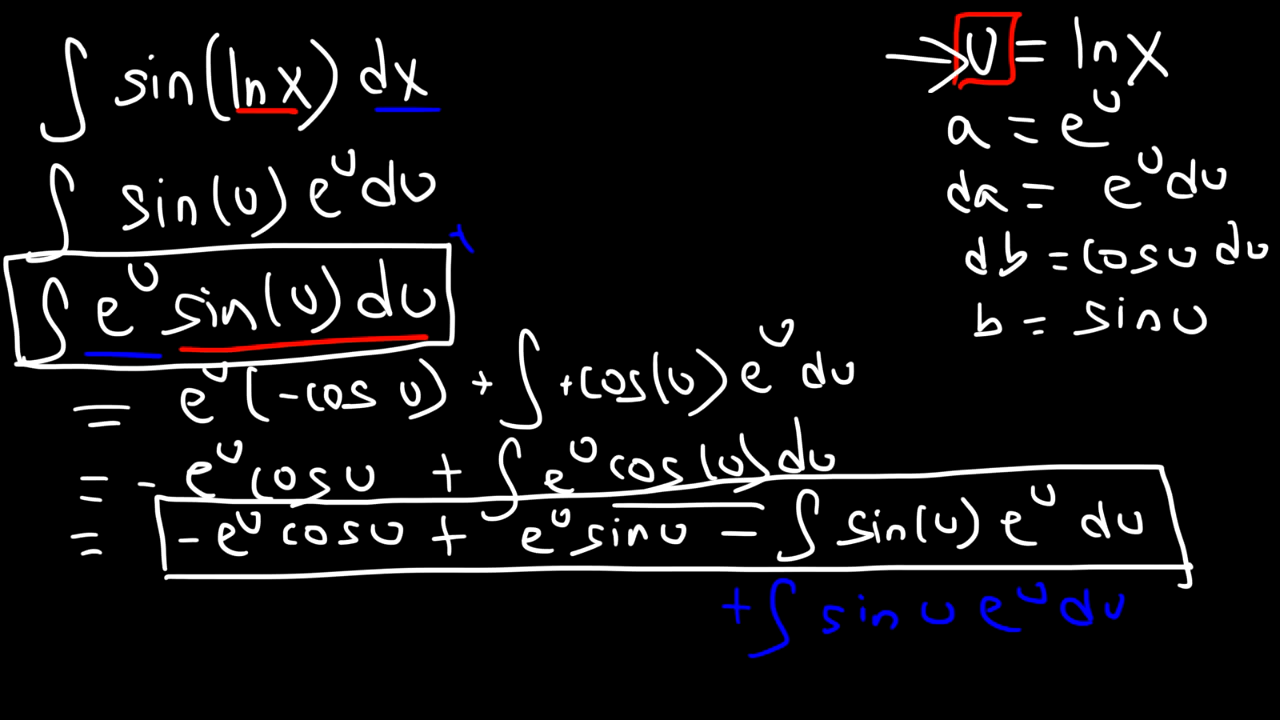 ∫ sin(ln x) dx
∫ sin(u) e^u du
∫ e^u sin(u) du
= e^u (-cos u) + ∫ +cos(u) e^u du
= - e^u cos u + ∫ e^u cos(u) du
= - e^u cos u + e^u sin u - ∫ sin(u) e^u du
+ ∫ sin u e^u du
→ u = ln x
a = e^u
da = e^u du
db = cos u du
b = sin u